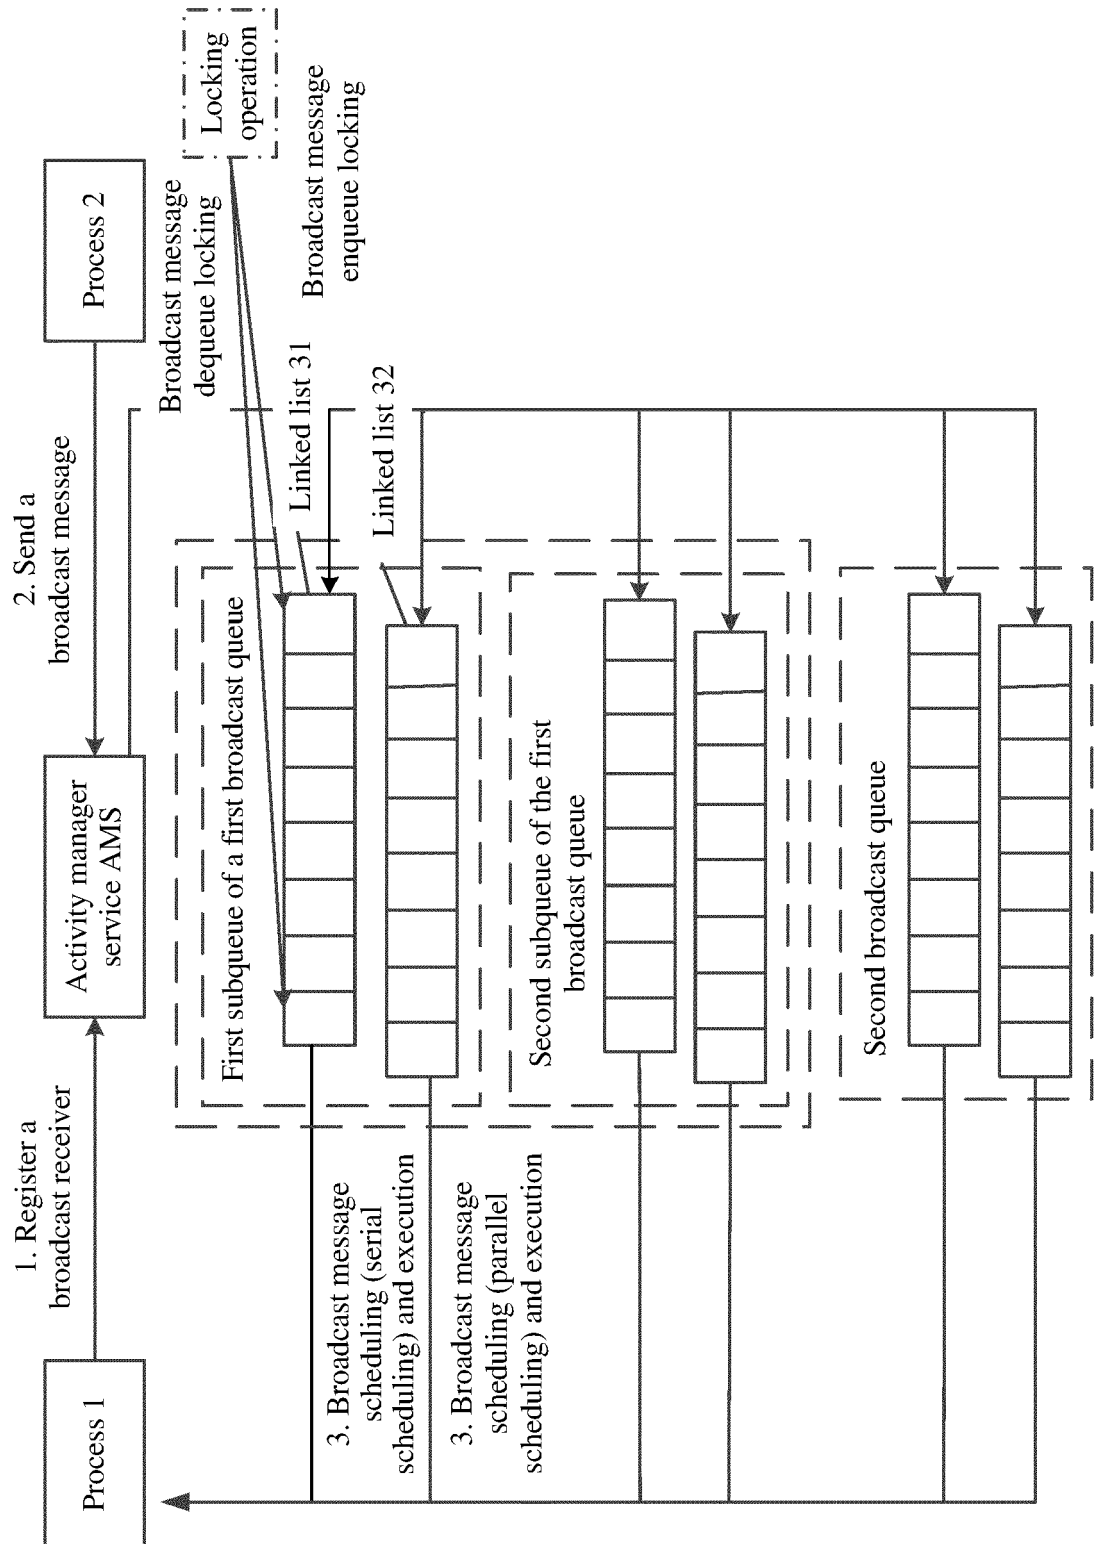 Process 1
1. Register a
broadcast receiver
Activity manager
service AMS
2. Send a
broadcast message
Process 2
Locking
operation
Broadcast message
dequeue locking
Broadcast message
enqueue locking
Linked list 31
Linked list 32
First subqueue of a first broadcast queue
Second subqueue of the first
broadcast queue
Second broadcast queue
3. Broadcast message
scheduling (serial
scheduling) and execution
3. Broadcast message
scheduling (parallel
scheduling) and execution